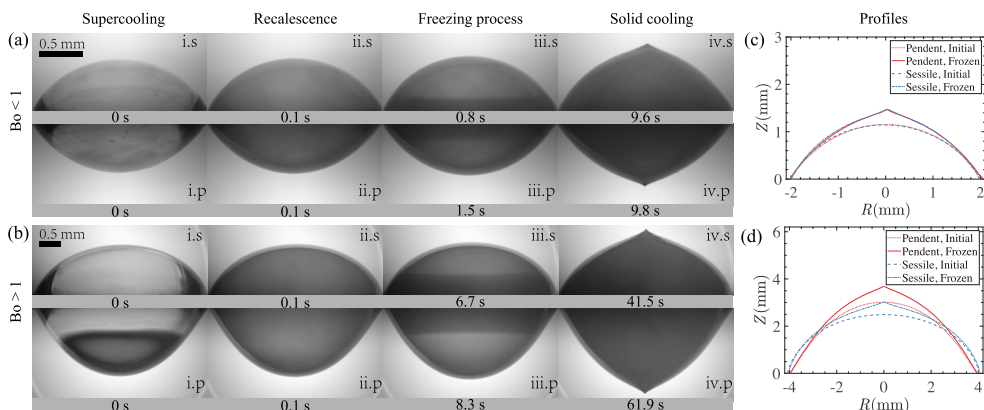 Supercooling Recalescence Freezing process Solid cooling Profiles
(a) Bo < 1
0.5 mm
i.s ii.s iii.s iv.s
0 s 0.1 s 0.8 s 9.6 s
i.p ii.p iii.p iv.p
0 s 0.1 s 1.5 s 9.8 s
(b) Bo > 1
0.5 mm
i.s ii.s iii.s iv.s
0 s 0.1 s 6.7 s 41.5 s
i.p ii.p iii.p iv.p
0 s 0.1 s 8.3 s 61.9 s
(c)
Z(mm)
3
2
1
0
Pendent, Initial
Pendent, Frozen
Sessile, Initial
Sessile, Frozen
-2 -1 0 1 2
R(mm)
(d)
Z(mm)
6
4
2
0
Pendent, Initial
Pendent, Frozen
Sessile, Initial
Sessile, Frozen
-4 -2 0 2 4
R(mm)